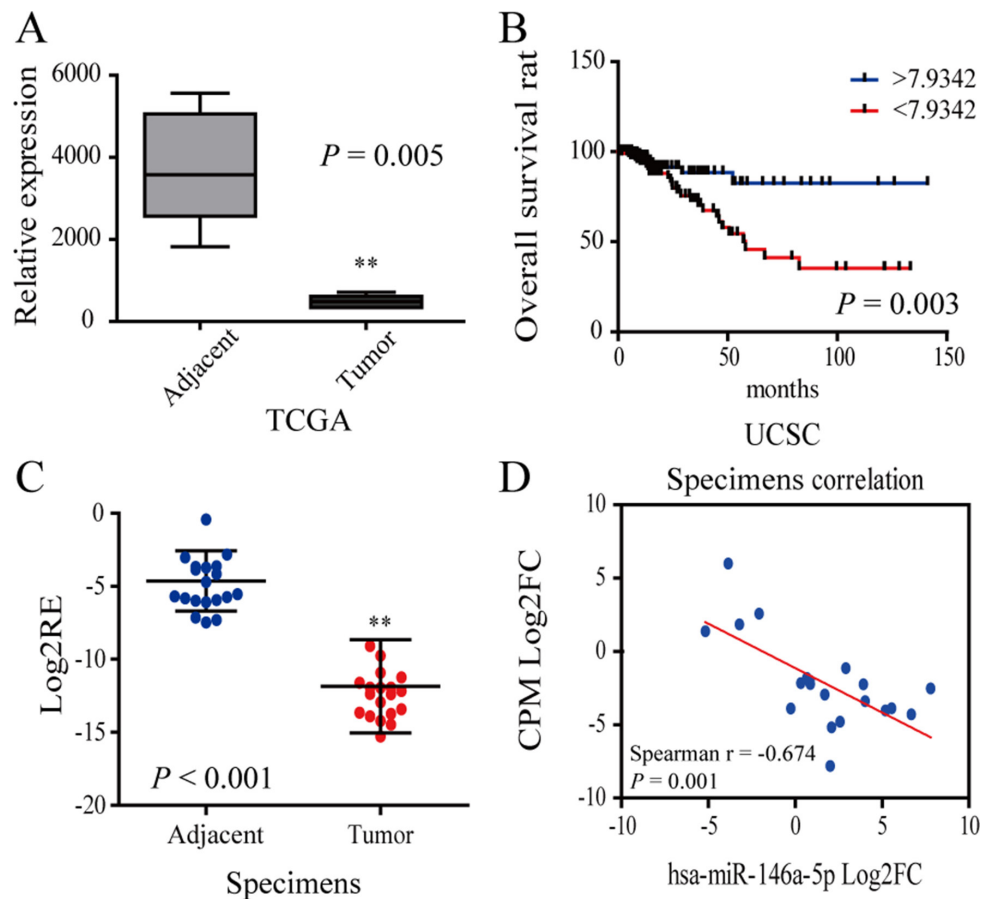 A
Relative expression
6000
4000
2000
0
P = 0.005
**
Adjacent
Tumor
TCGA
B
Overall survival rat
150
100
50
0
>7.9342
<7.9342
P = 0.003
0
50
100
150
months
UCSC
C
Log2RE
0
-5
-10
-15
-20
**
P < 0.001
Adjacent
Tumor
Specimens
D
Specimens correlation
CPM Log2FC
10
5
0
-5
-10
Spearman r = -0.674
P = 0.001
-10
-5
0
5
10
hsa-miR-146a-5p Log2FC